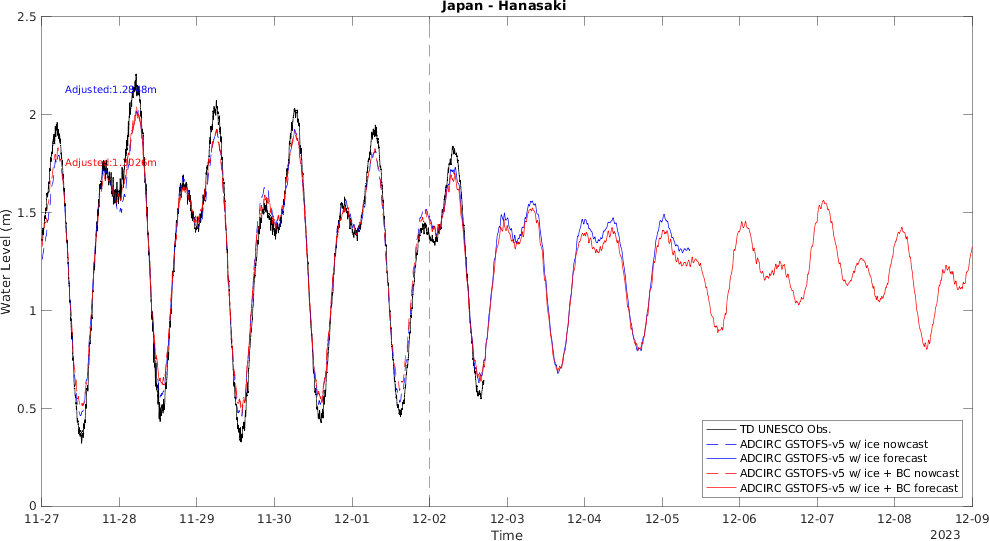 Japan - Hanasaki
2.5
2
1.5
1
0.5
0
Water Level (m)
Adjusted:1.2848m
Adjusted:1.3026m
TD UNESCO Obs.
ADCIRC GSTOFS-v5 w/ ice nowcast
ADCIRC GSTOFS-v5 w/ ice forecast
ADCIRC GSTOFS-v5 w/ ice + BC nowcast
ADCIRC GSTOFS-v5 w/ ice + BC forecast
11-27 11-28 11-29 11-30 12-01 12-02 12-03 12-04 12-05 12-06 12-07 12-08 12-09
Time
2023